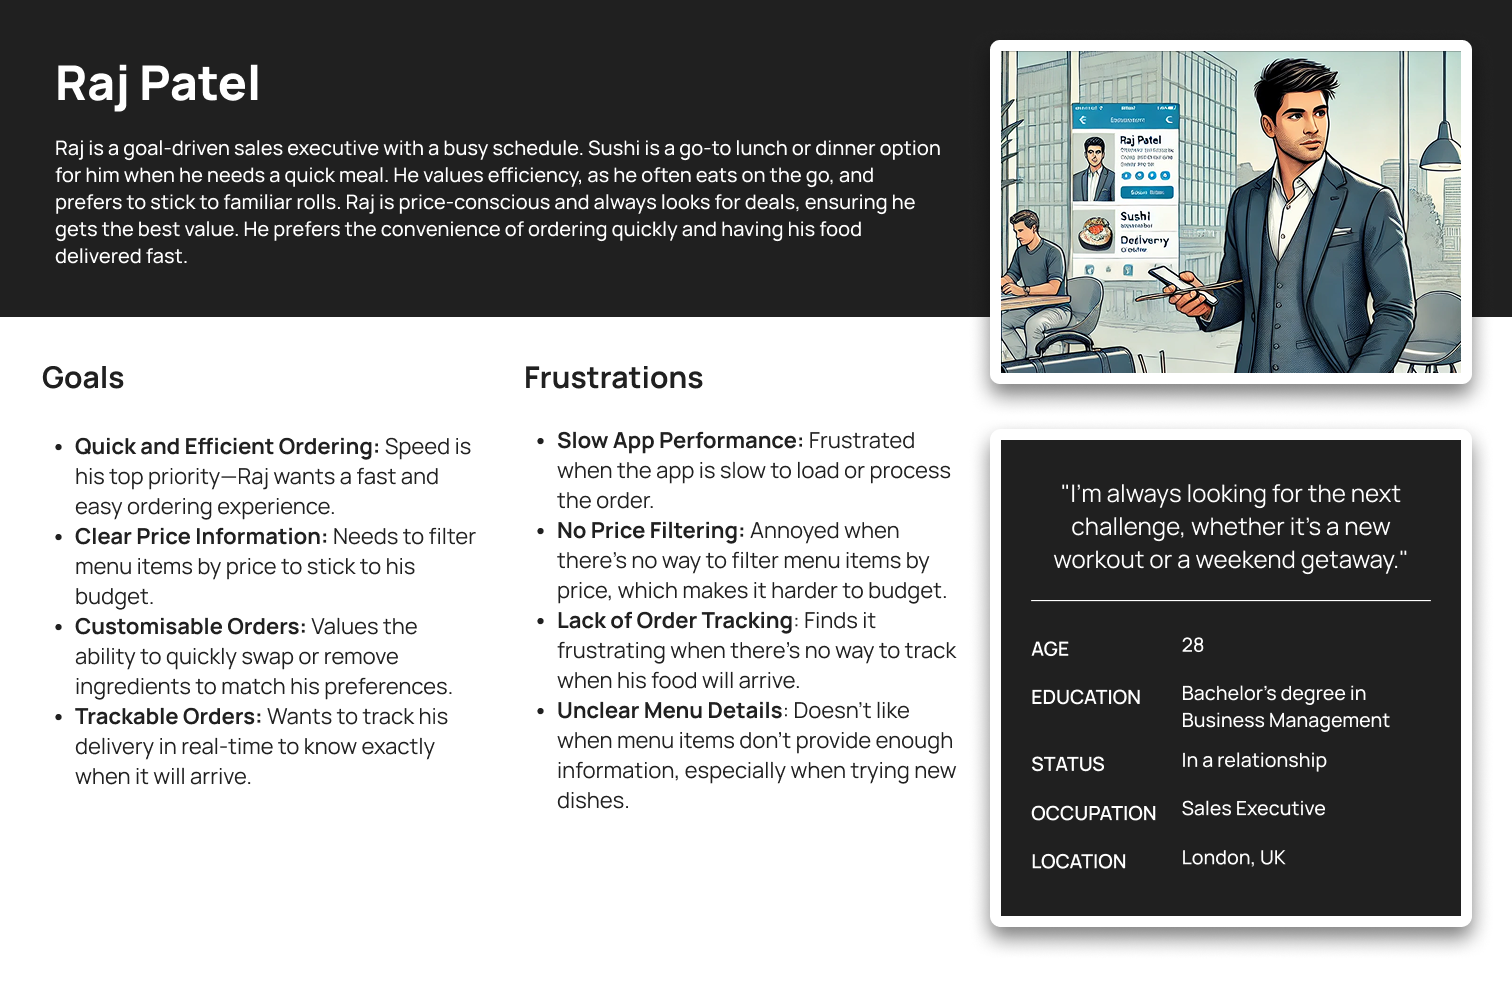 Raj Patel
Raj is a goal-driven sales executive with a busy schedule. Sushi is a go-to lunch or dinner option
for him when he needs a quick meal. He values efficiency, as he often eats on the go, and
prefers to stick to familiar rolls. Raj is price-conscious and always looks for deals, ensuring he
gets the best value. He prefers the convenience of ordering quickly and having his food
delivered fast.
Raj Patel
Sushi
Delivery
Goals
• Quick and Efficient Ordering: Speed is
his top priority—Raj wants a fast and
easy ordering experience.
• Clear Price Information: Needs to filter
menu items by price to stick to his
budget.
• Customisable Orders: Values the
ability to quickly swap or remove
ingredients to match his preferences.
• Trackable Orders: Wants to track his
delivery in real-time to know exactly
when it will arrive.
Frustrations
• Slow App Performance: Frustrated
when the app is slow to load or process
the order.
• No Price Filtering: Annoyed when
there's no way to filter menu items by
price, which makes it harder to budget.
• Lack of Order Tracking: Finds it
frustrating when there's no way to track
when his food will arrive.
• Unclear Menu Details: Doesn't like
when menu items don't provide enough
information, especially when trying new
dishes.
"I'm always looking for the next
challenge, whether it's a new
workout or a weekend getaway."
AGE 28
EDUCATION Bachelor's degree in
Business Management
STATUS In a relationship
OCCUPATION Sales Executive
LOCATION London, UK